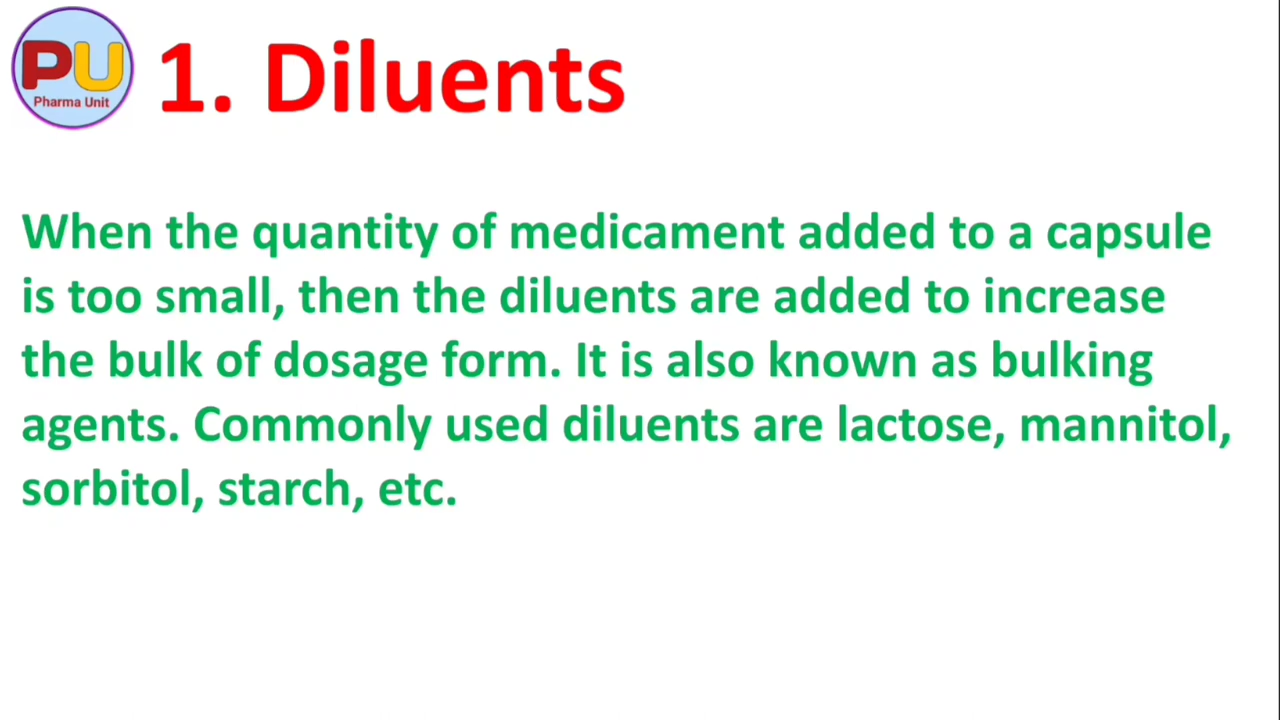 PU
Pharma Unit
1. Diluents
When the quantity of medicament added to a capsule
is too small, then the diluents are added to increase
the bulk of dosage form. It is also known as bulking
agents. Commonly used diluents are lactose, mannitol,
sorbitol, starch, etc.